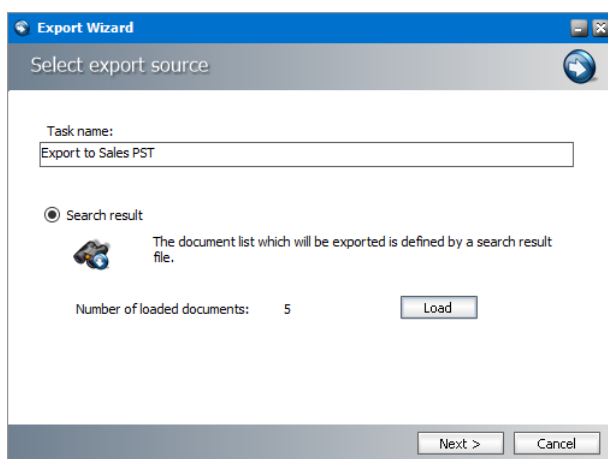 Export Wizard
Select export source
Task name:
Export to Sales PST
Search result
The document list which will be exported is defined by a search result
file.
Number of loaded documents: 5 Load
Next > Cancel